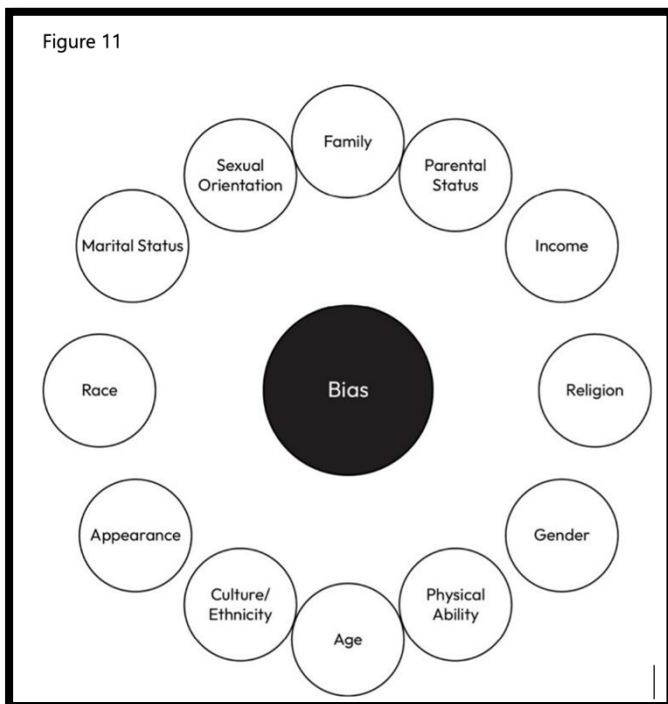 Figure 11
Family
Sexual
Orientation
Parental
Status
Marital Status
Income
Race
Bias
Religion
Appearance
Gender
Culture/
Ethnicity
Physical
Ability
Age